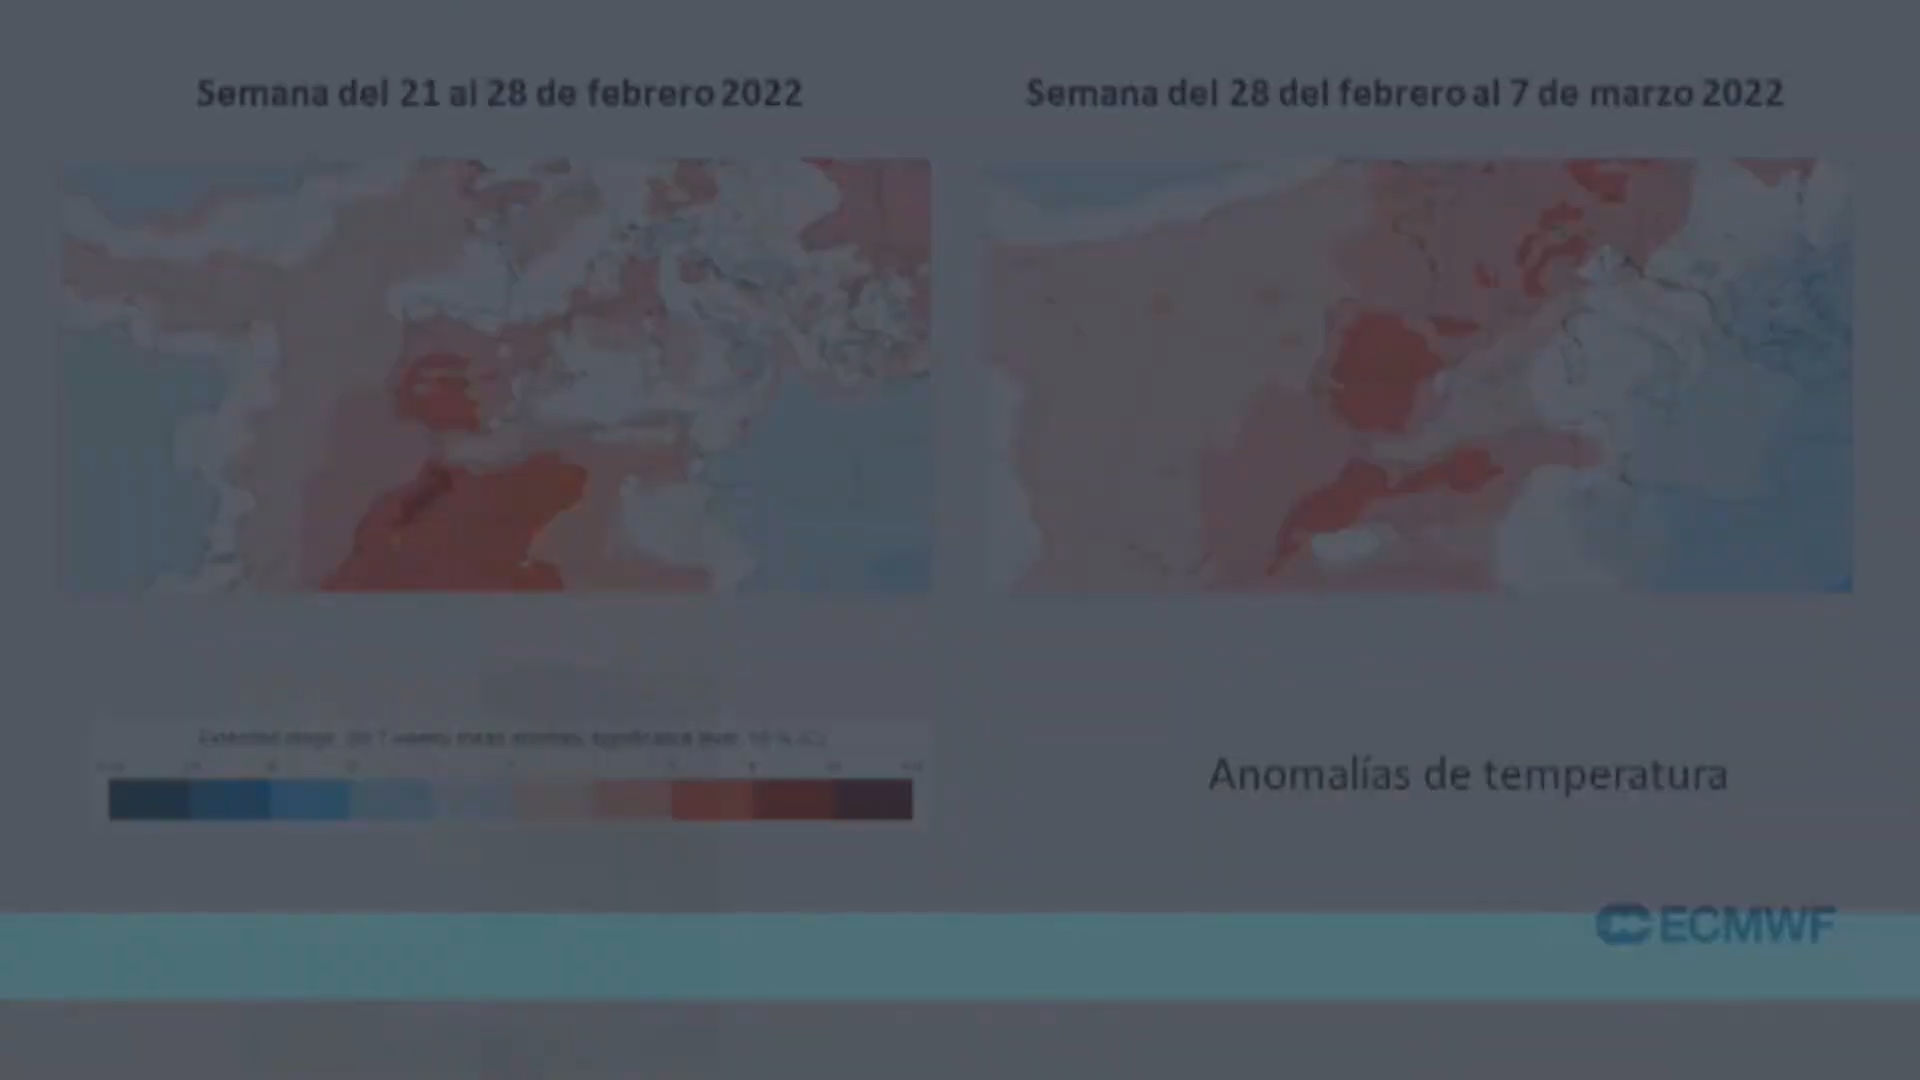 Semana del 21 al 28 de febrero 2022
Semana del 28 del febrero al 7 de marzo 2022
Anomalías de temperatura
ECMWF